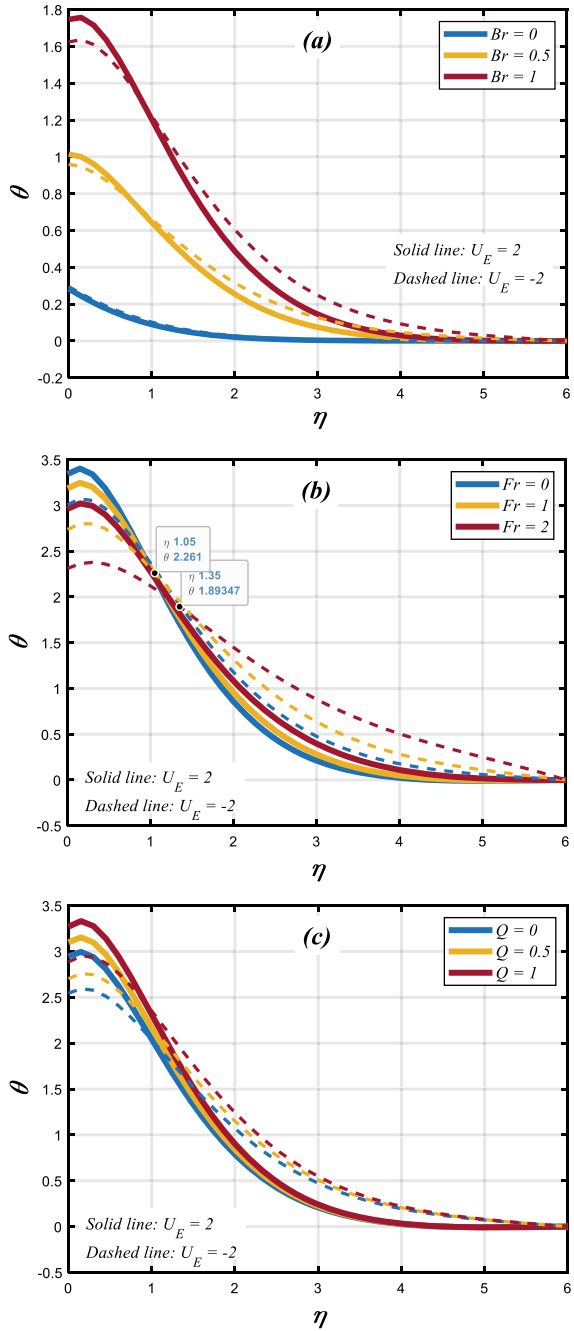 (a)
Br = 0
Br = 0.5
Br = 1
1.8
1.6
1.4
1.2
1
0.8
0.6
0.4
0.2
0
-0.2
θ
Solid line: U_E = 2
Dashed line: U_E = -2
0 1 2 3 4 5 6
η
(b)
Fr = 0
Fr = 1
Fr = 2
3.5
3
2.5
2
1.5
1
0.5
0
-0.5
θ
η 1.05
θ 2.261
η 1.35
θ 1.89347
Solid line: U_E = 2
Dashed line: U_E = -2
0 1 2 3 4 5 6
η
(c)
Q = 0
Q = 0.5
Q = 1
3.5
3
2.5
2
1.5
1
0.5
0
-0.5
θ
Solid line: U_E = 2
Dashed line: U_E = -2
0 1 2 3 4 5 6
η